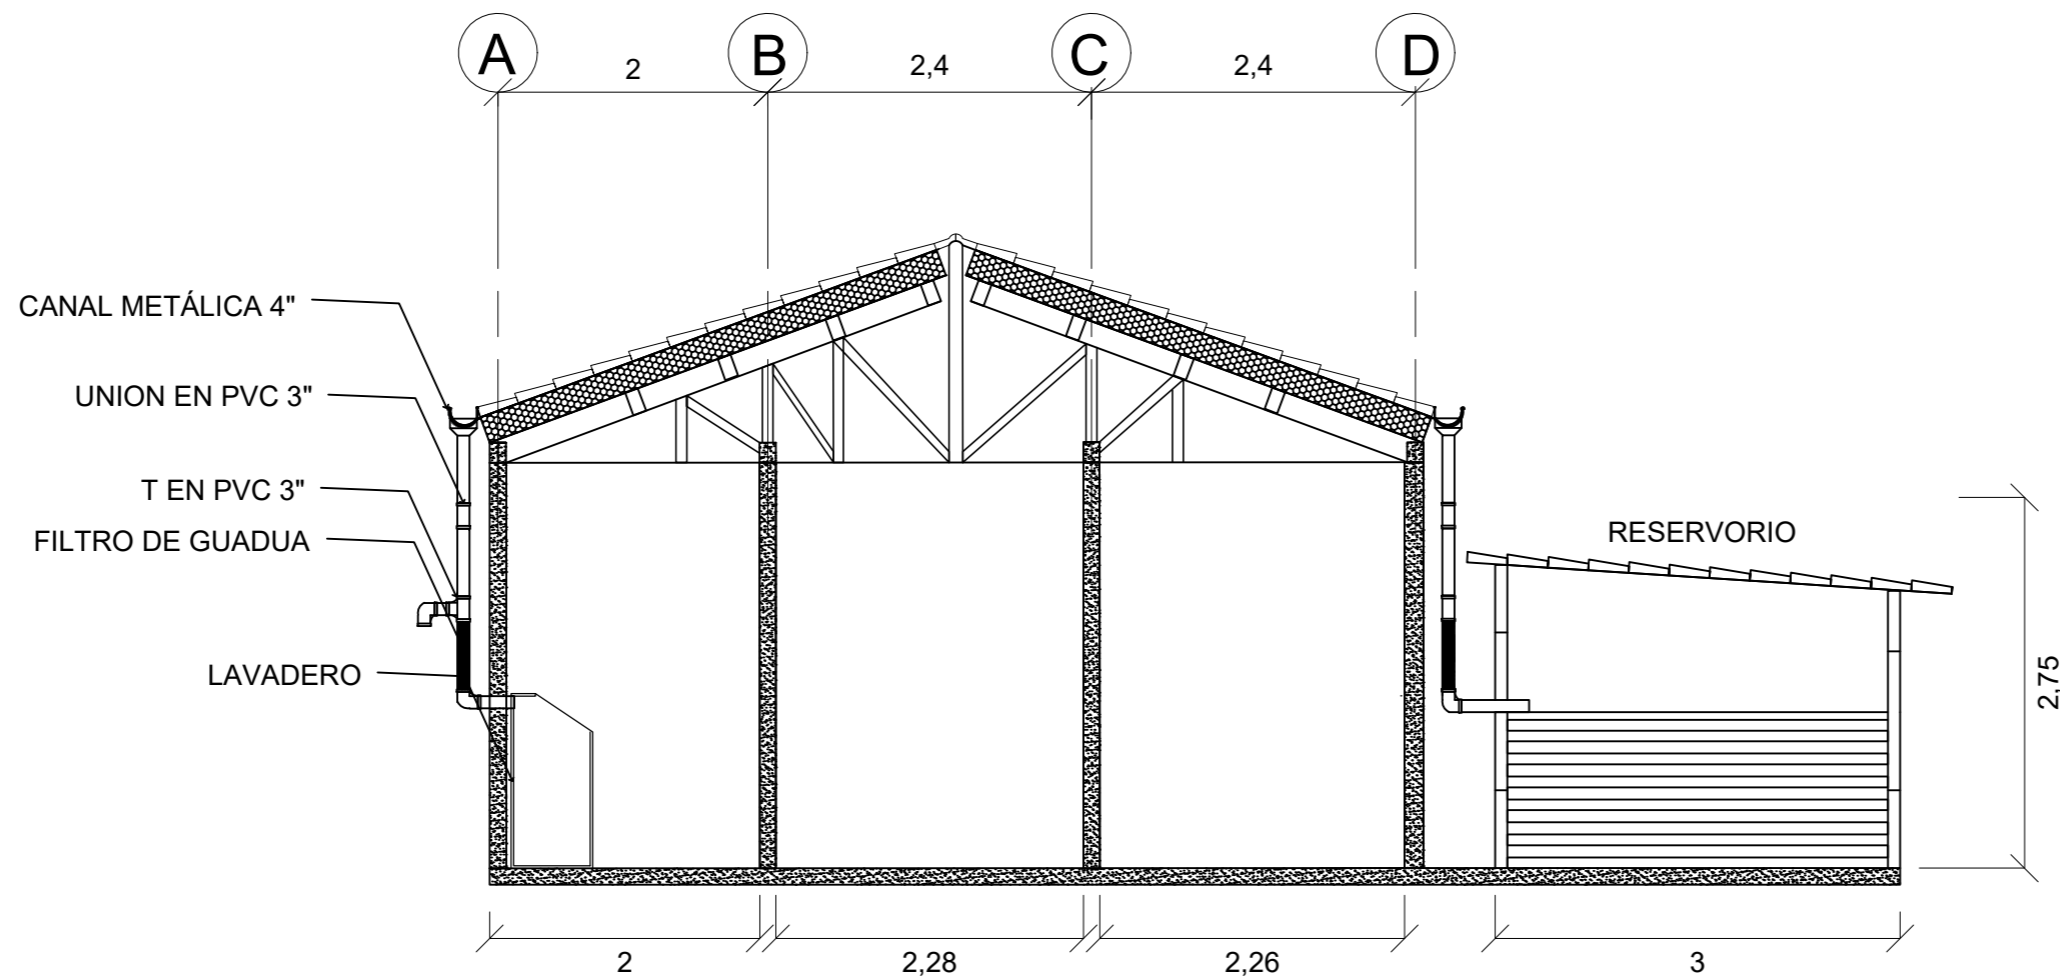 A
B
C
D
2
2,4
2,4
CANAL METÁLICA 4"
UNION EN PVC 3"
T EN PVC 3"
FILTRO DE GUADUA
LAVADERO
RESERVORIO
2,75
2
2,28
2,26
3